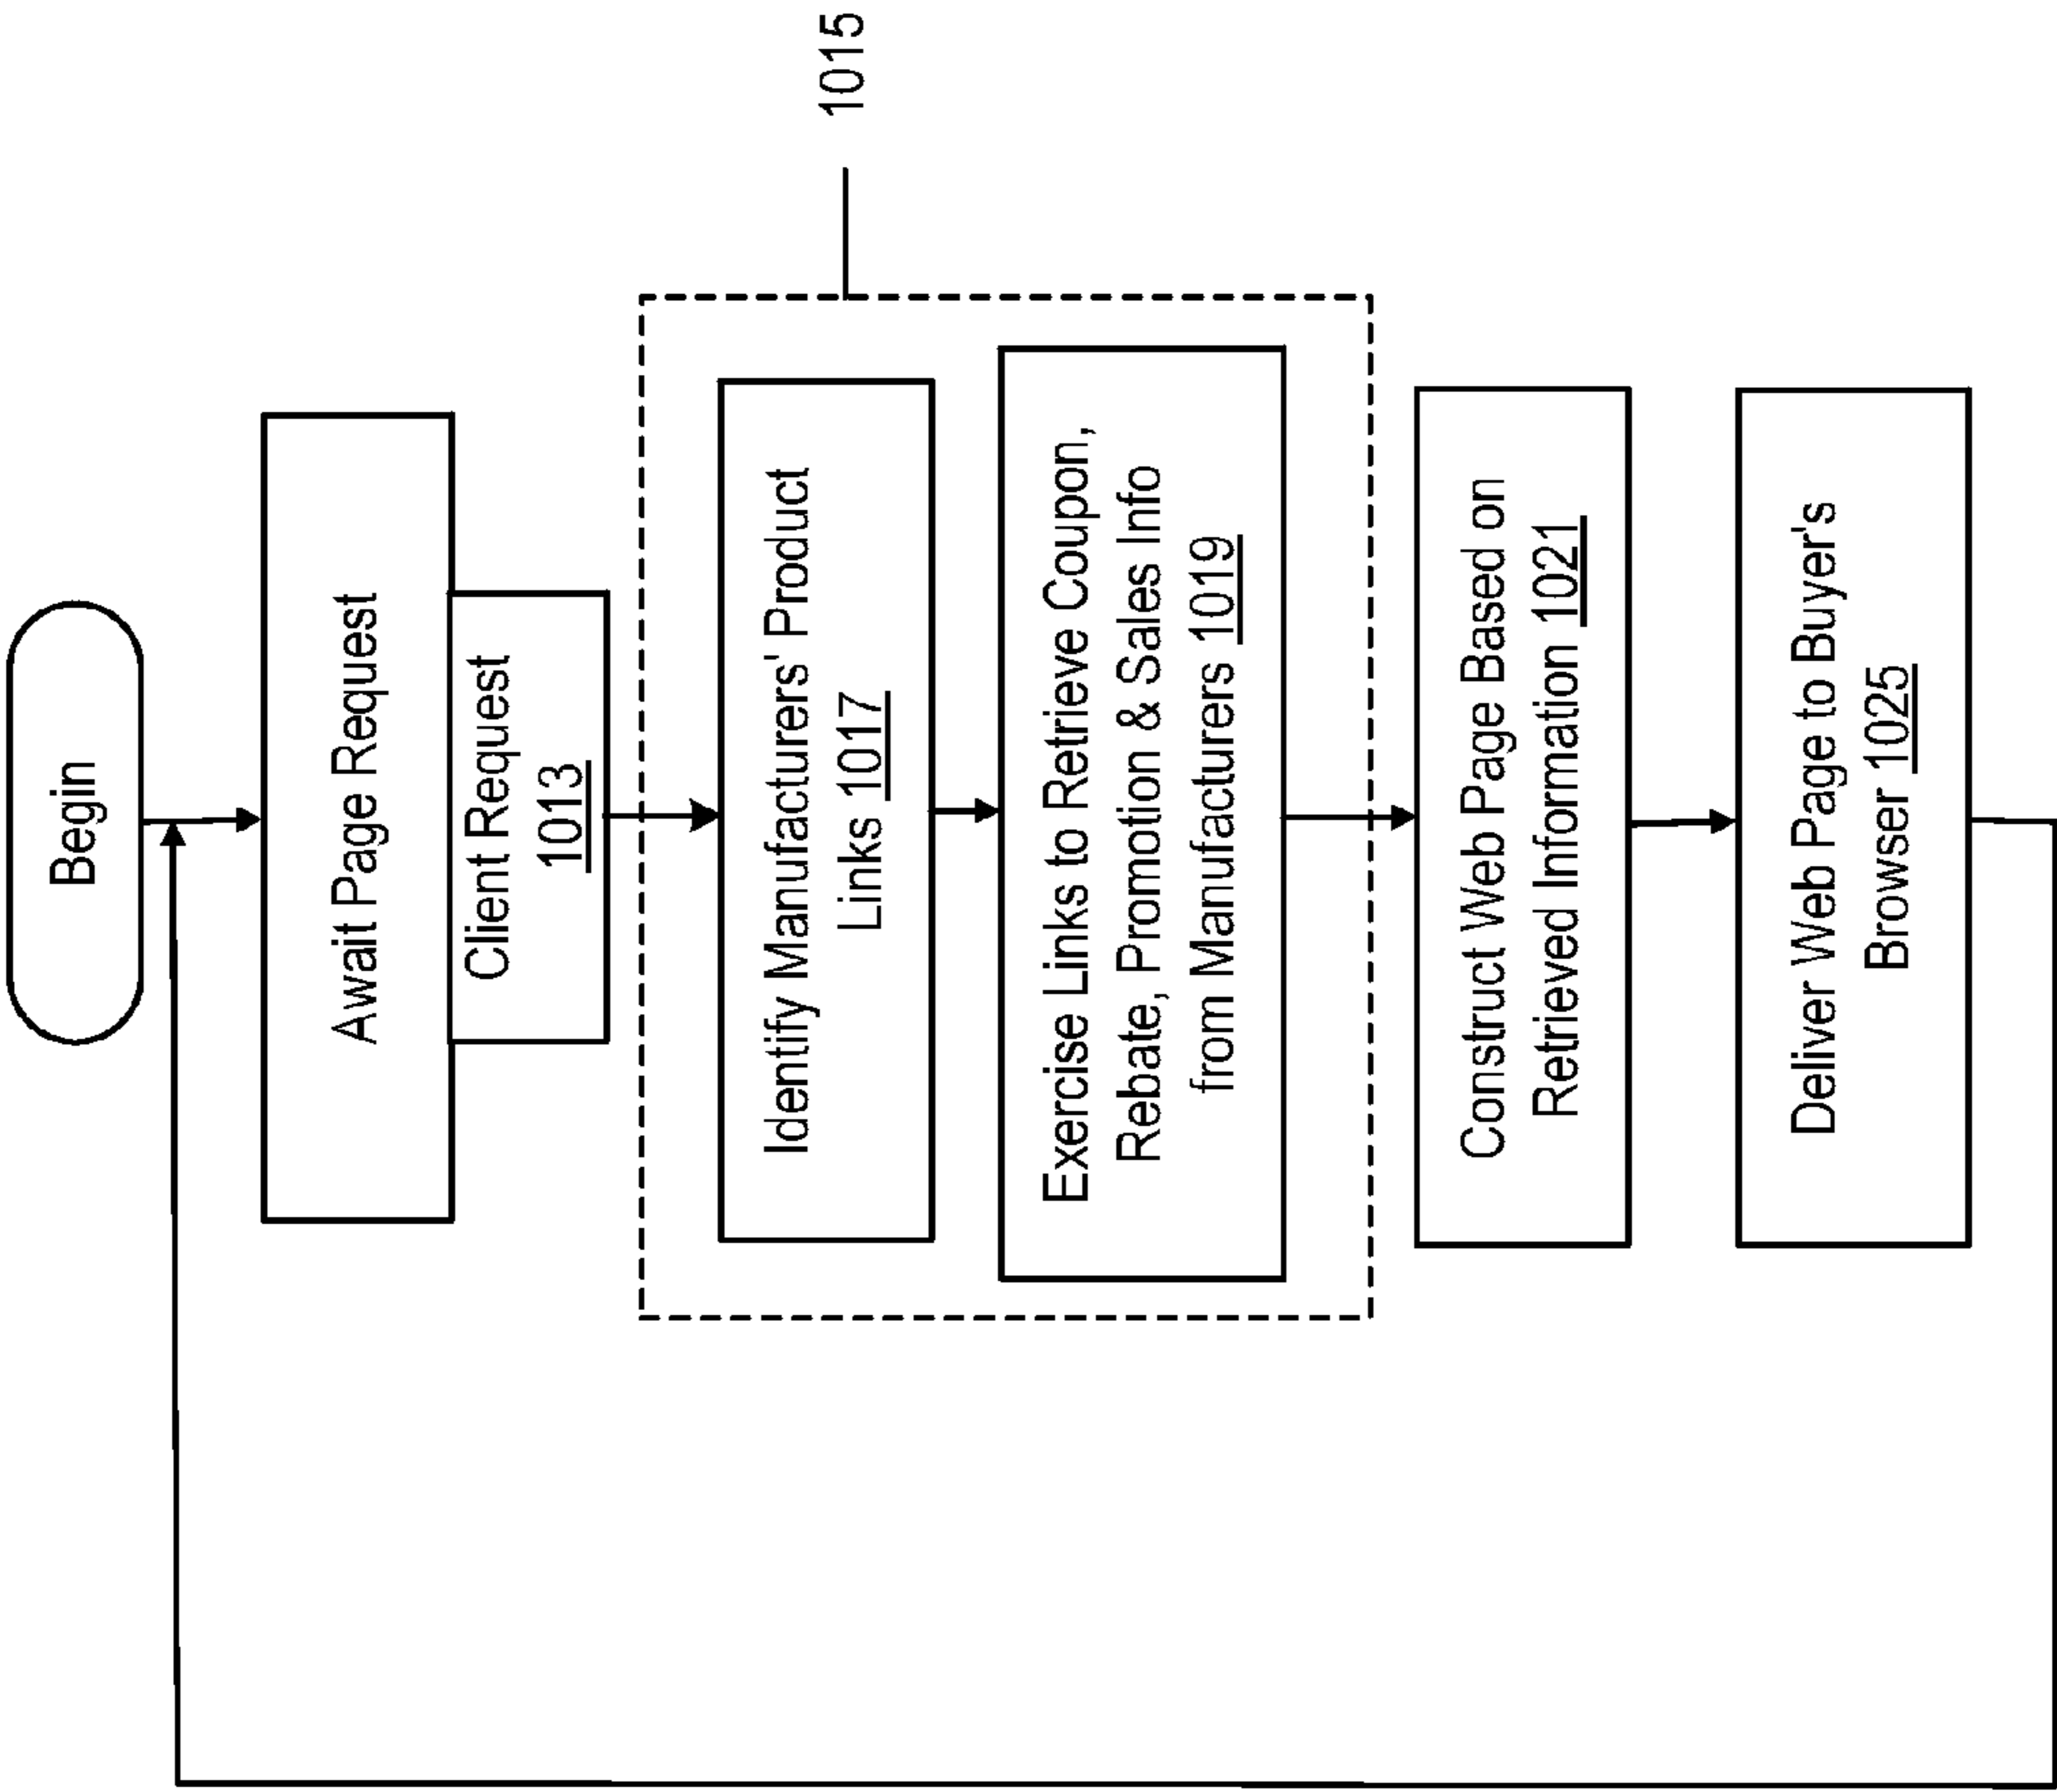 Begin
Await Page Request
Client Request
1013
1015
Identify Manufacturers' Product
Links 1017
Exercise Links to Retrieve Coupon,
Rebate, Promotion & Sales Info
from Manufacturers 1019
Construct Web Page Based on
Retrieved Information 1021
Deliver Web Page to Buyer's
Browser 1025